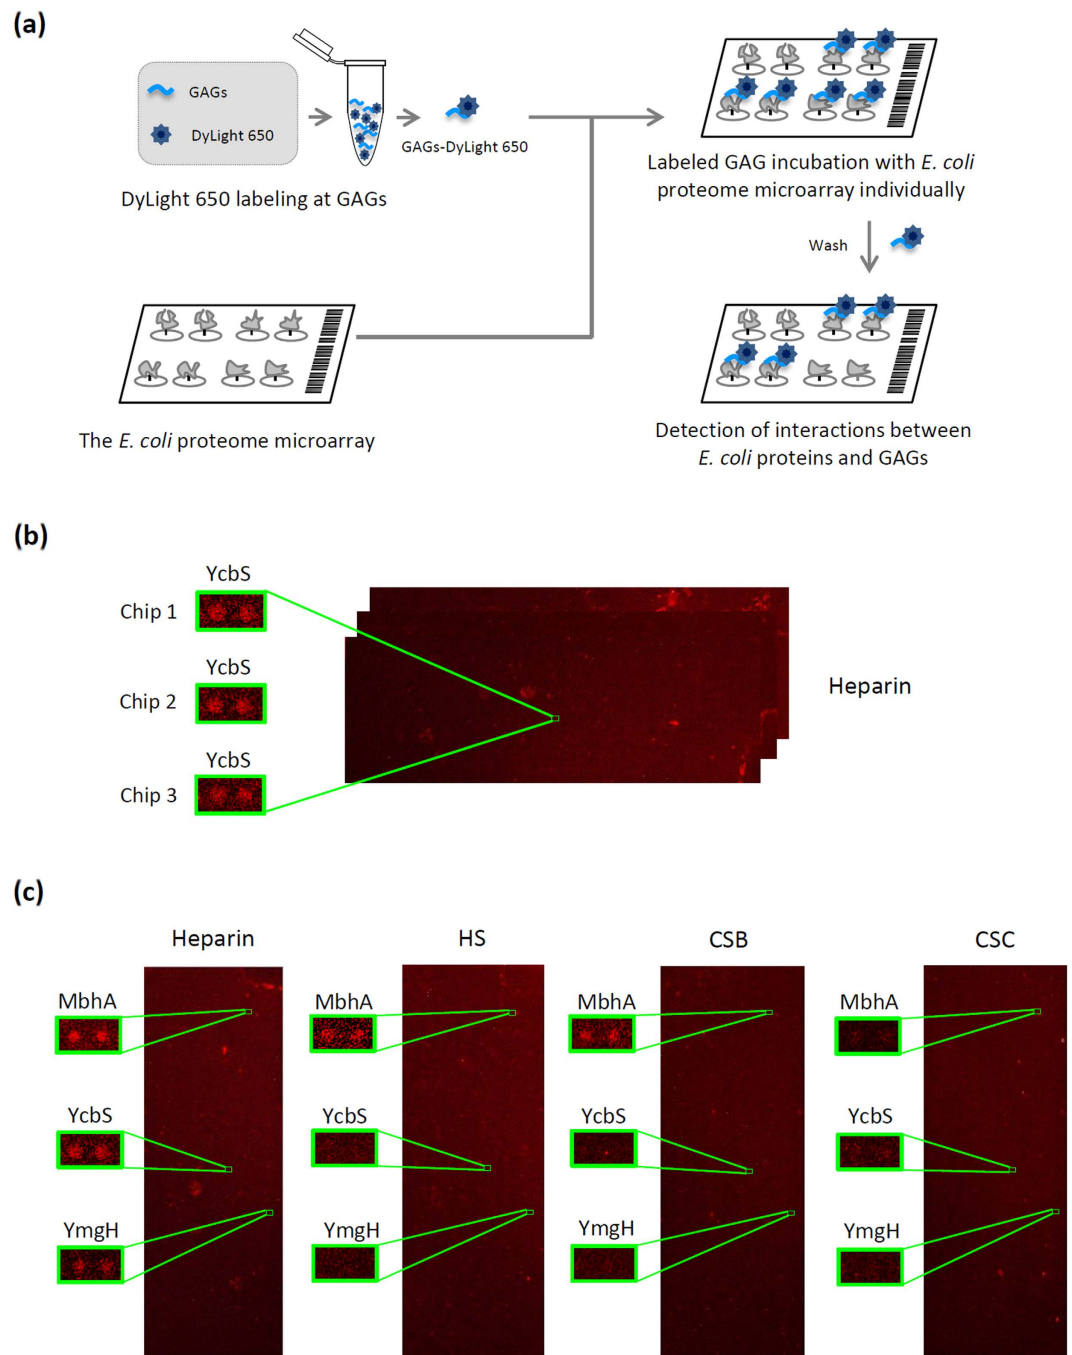 (a)
GAGs
DyLight 650
GAGs-DyLight 650
DyLight 650 labeling at GAGs
Labeled GAG incubation with E. coli
proteome microarray individually
Wash
The E. coli proteome microarray
Detection of interactions between
E. coli proteins and GAGs
(b)
YcbS
Chip 1
YcbS
Chip 2
YcbS
Chip 3
Heparin
(c)
Heparin
HS
CSB
CSC
MbhA
MbhA
MbhA
MbhA
YcbS
YcbS
YcbS
YcbS
YmgH
YmgH
YmgH
YmgH